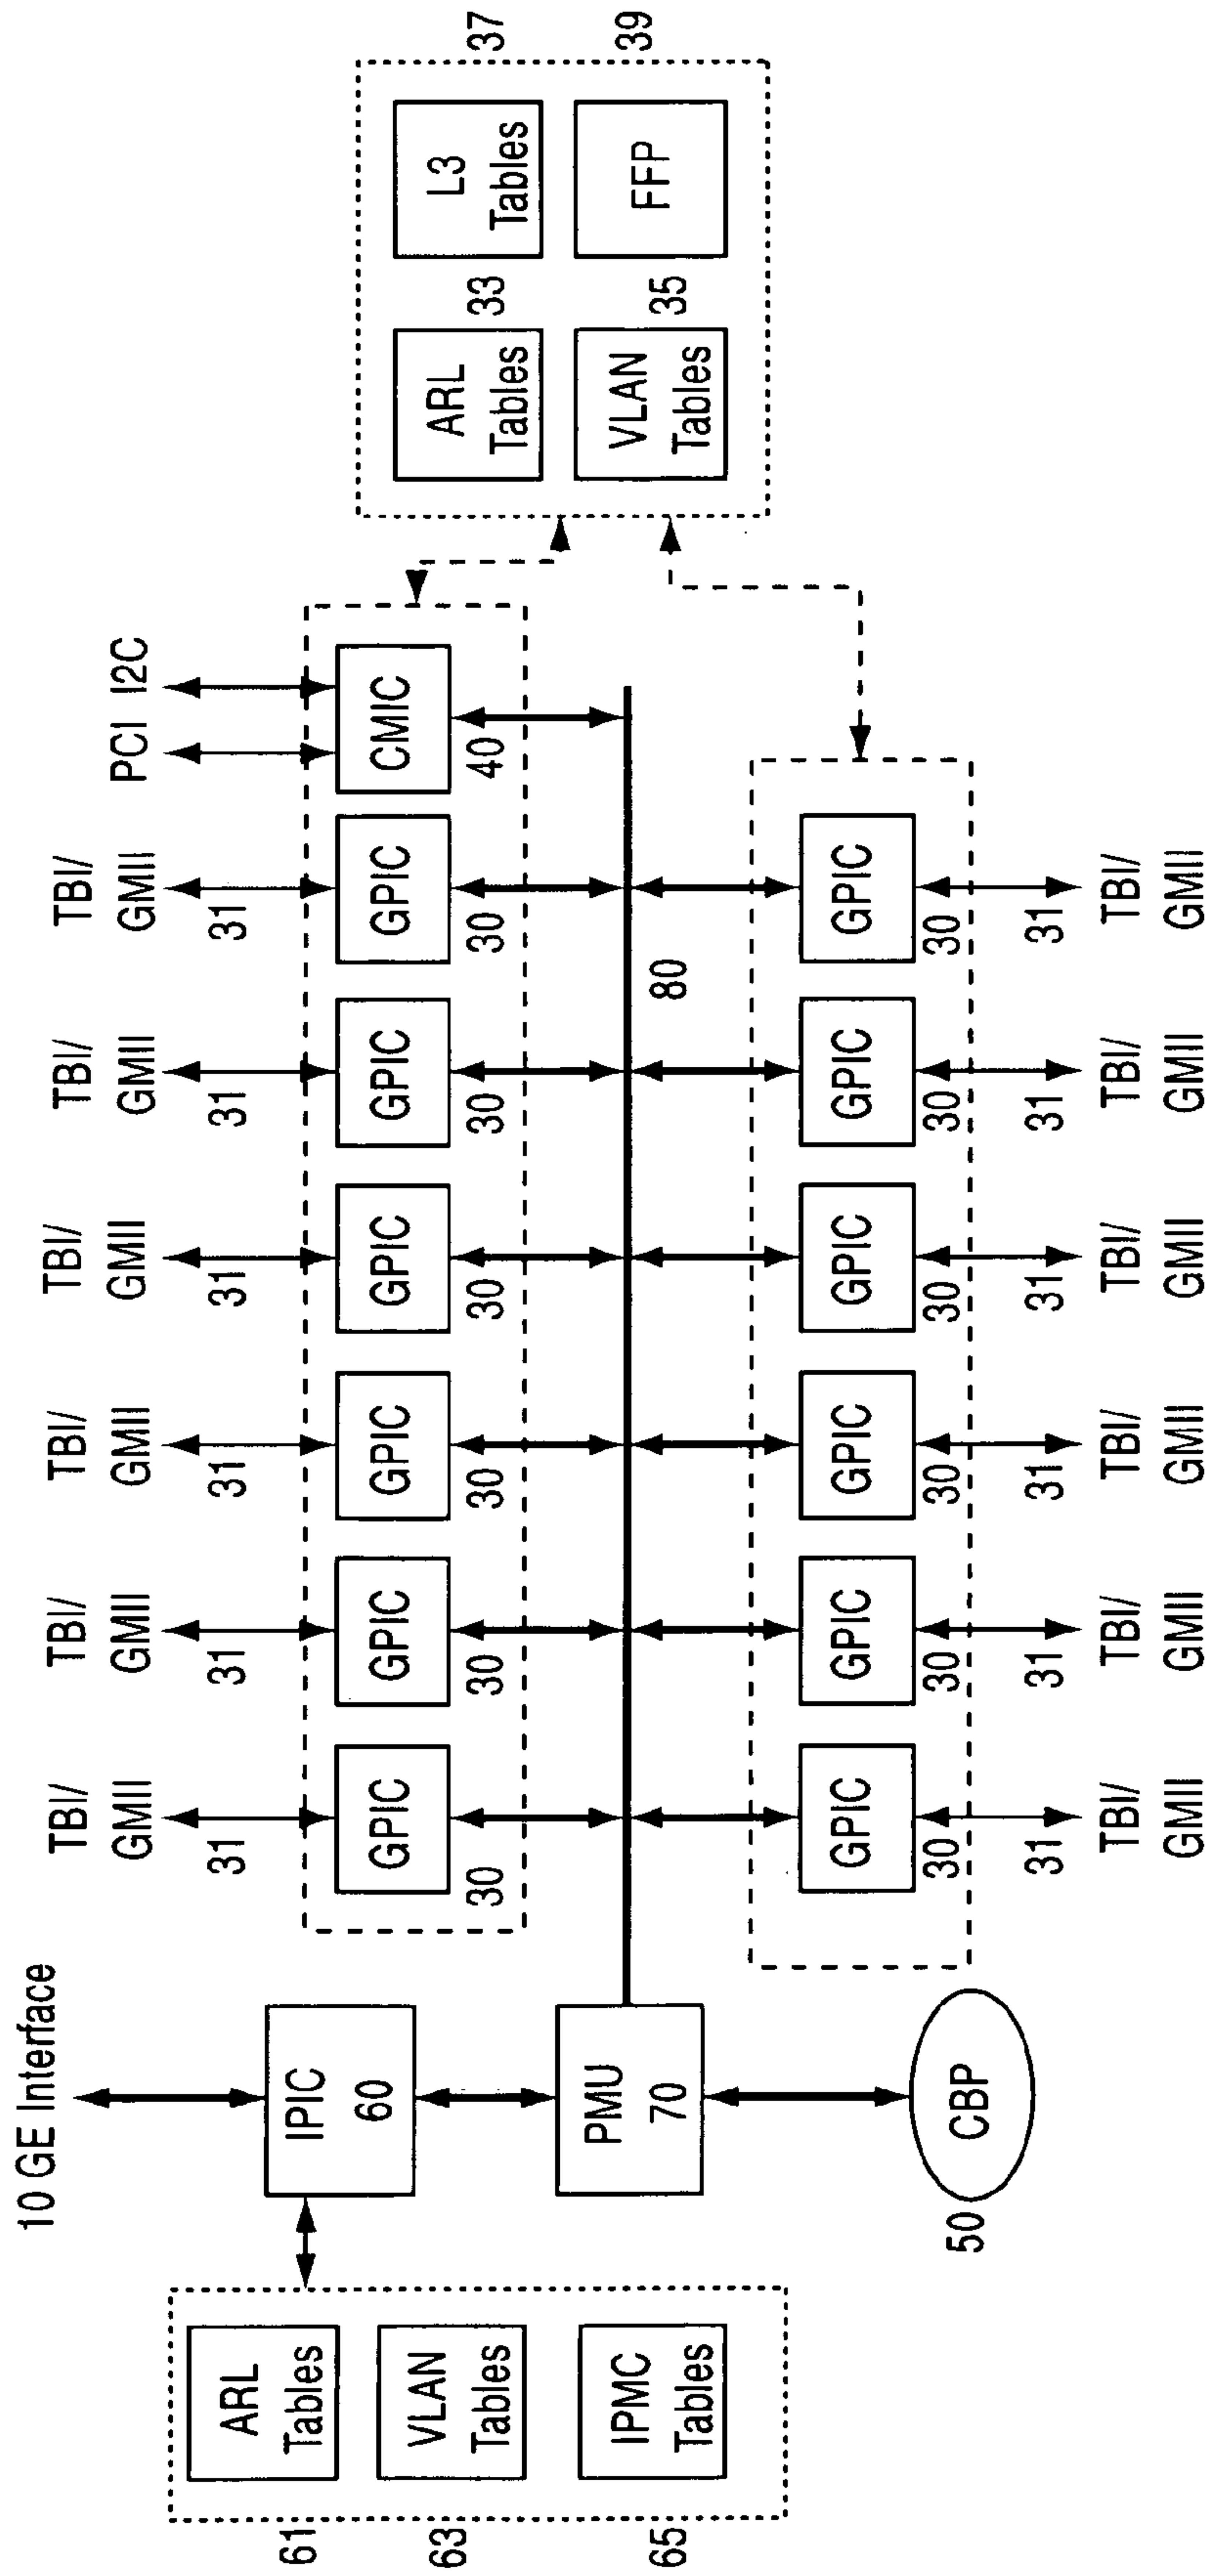 10 GE Interface
TBI/
GMII
TBI/
GMII
TBI/
GMII
TBI/
GMII
TBI/
GMII
TBI/
GMII
PCI
I2C
31
31
31
31
31
31
61
ARL
Tables
63
VLAN
Tables
65
IPMC
Tables
IPIC
60
GPIC
30
GPIC
30
GPIC
30
GPIC
30
GPIC
30
GPIC
30
CMIC
40
ARL
Tables
33
L3
Tables
37
VLAN
Tables
35
FFP
39
PMU
70
80
GPIC
30
GPIC
30
GPIC
30
GPIC
30
GPIC
30
GPIC
30
50
CBP
31
31
31
31
31
31
TBI/
GMII
TBI/
GMII
TBI/
GMII
TBI/
GMII
TBI/
GMII
TBI/
GMII